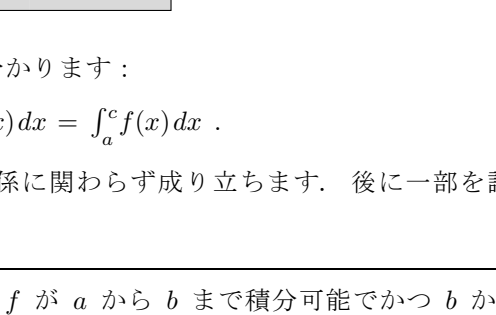 かります :
)dx = ∫_a^c f(x)dx .
係に関わらず成り立ちます. 後に一部を
f が a から b まで積分可能でかつ b か